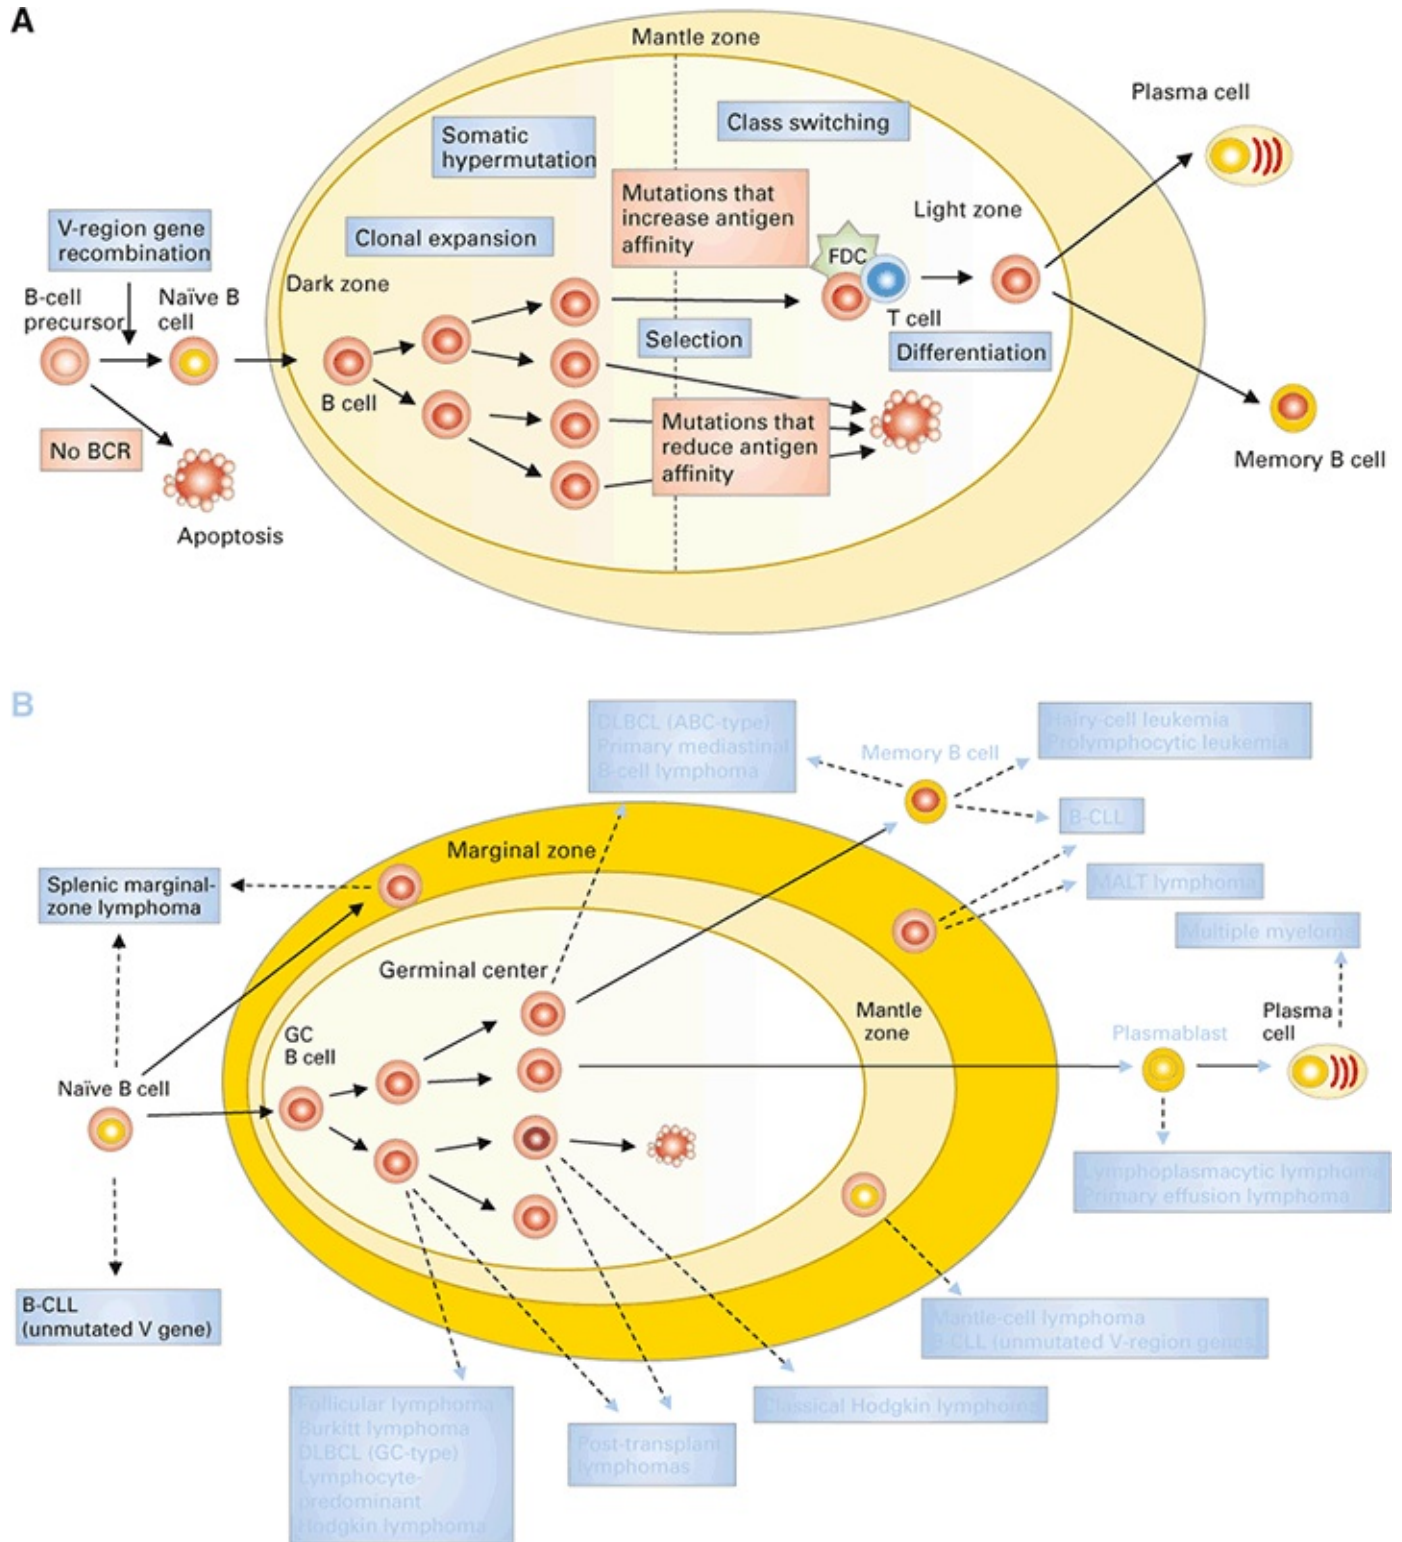 A
Mantle zone
Plasma cell
Class switching
Somatic
hypermutation
Mutations that
increase antigen
affinity
Light zone
V-region gene
recombination
Clonal expansion
FDC
Dark zone
B-cell
precursor
Naïve B
cell
T cell
Selection
Differentiation
B cell
Mutations that
reduce antigen
affinity
No BCR
Memory B cell
Apoptosis
B
DLBCL (ABC-type)
Primary mediastinal
B-cell lymphoma
Memory B cell
Hairy-cell leukemia
Prolymphocytic leukemia
B-CLL
Marginal zone
Splenic marginal-
zone lymphoma
MALT lymphoma
Multiple myeloma
Germinal center
Mantle
zone
Plasma
cell
GC
B cell
Plasmablast
Naïve B cell
Lymphoplasmacytic lymphoma
Primary effusion lymphoma
B-CLL
(unmutated V gene)
Mantle-cell lymphoma
B-CLL (unmutated V-region genes
Classical Hodgkin lymphoma
Follicular lymphoma
Burkitt lymphoma
DLBCL (GC-type)
Lymphocyte-
predominant
Hodgkin lymphoma
Post-transplant
lymphomas